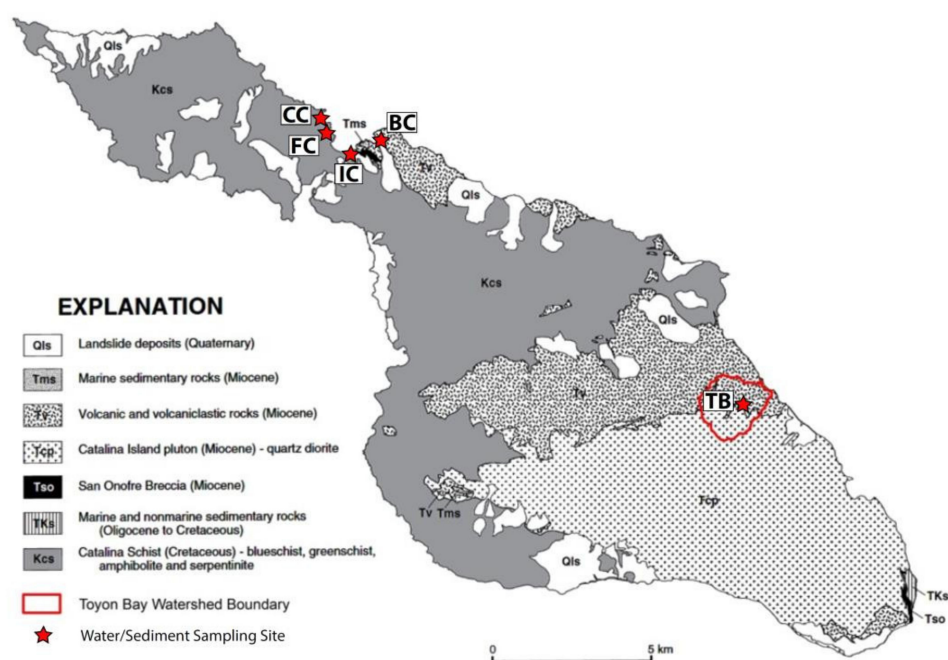 Qls
Kcs
CC
FC
Tms
BC
IC
Tv
Qls
Kcs
Qls
Tv
TB
Tcp
Tv Tms
Qls
TKs
Tso
EXPLANATION
Qls Landslide deposits (Quaternary)
Tms Marine sedimentary rocks (Miocene)
Tv Volcanic and volcaniclastic rocks (Miocene)
Tcp Catalina Island pluton (Miocene) - quartz diorite
Tso San Onofre Breccia (Miocene)
TKs Marine and nonmarine sedimentary rocks
(Oligocene to Cretaceous)
Kcs Catalina Schist (Cretaceous) - blueschist, greenschist,
amphibolite and serpentinite
Toyon Bay Watershed Boundary
Water/Sediment Sampling Site
0 5 km